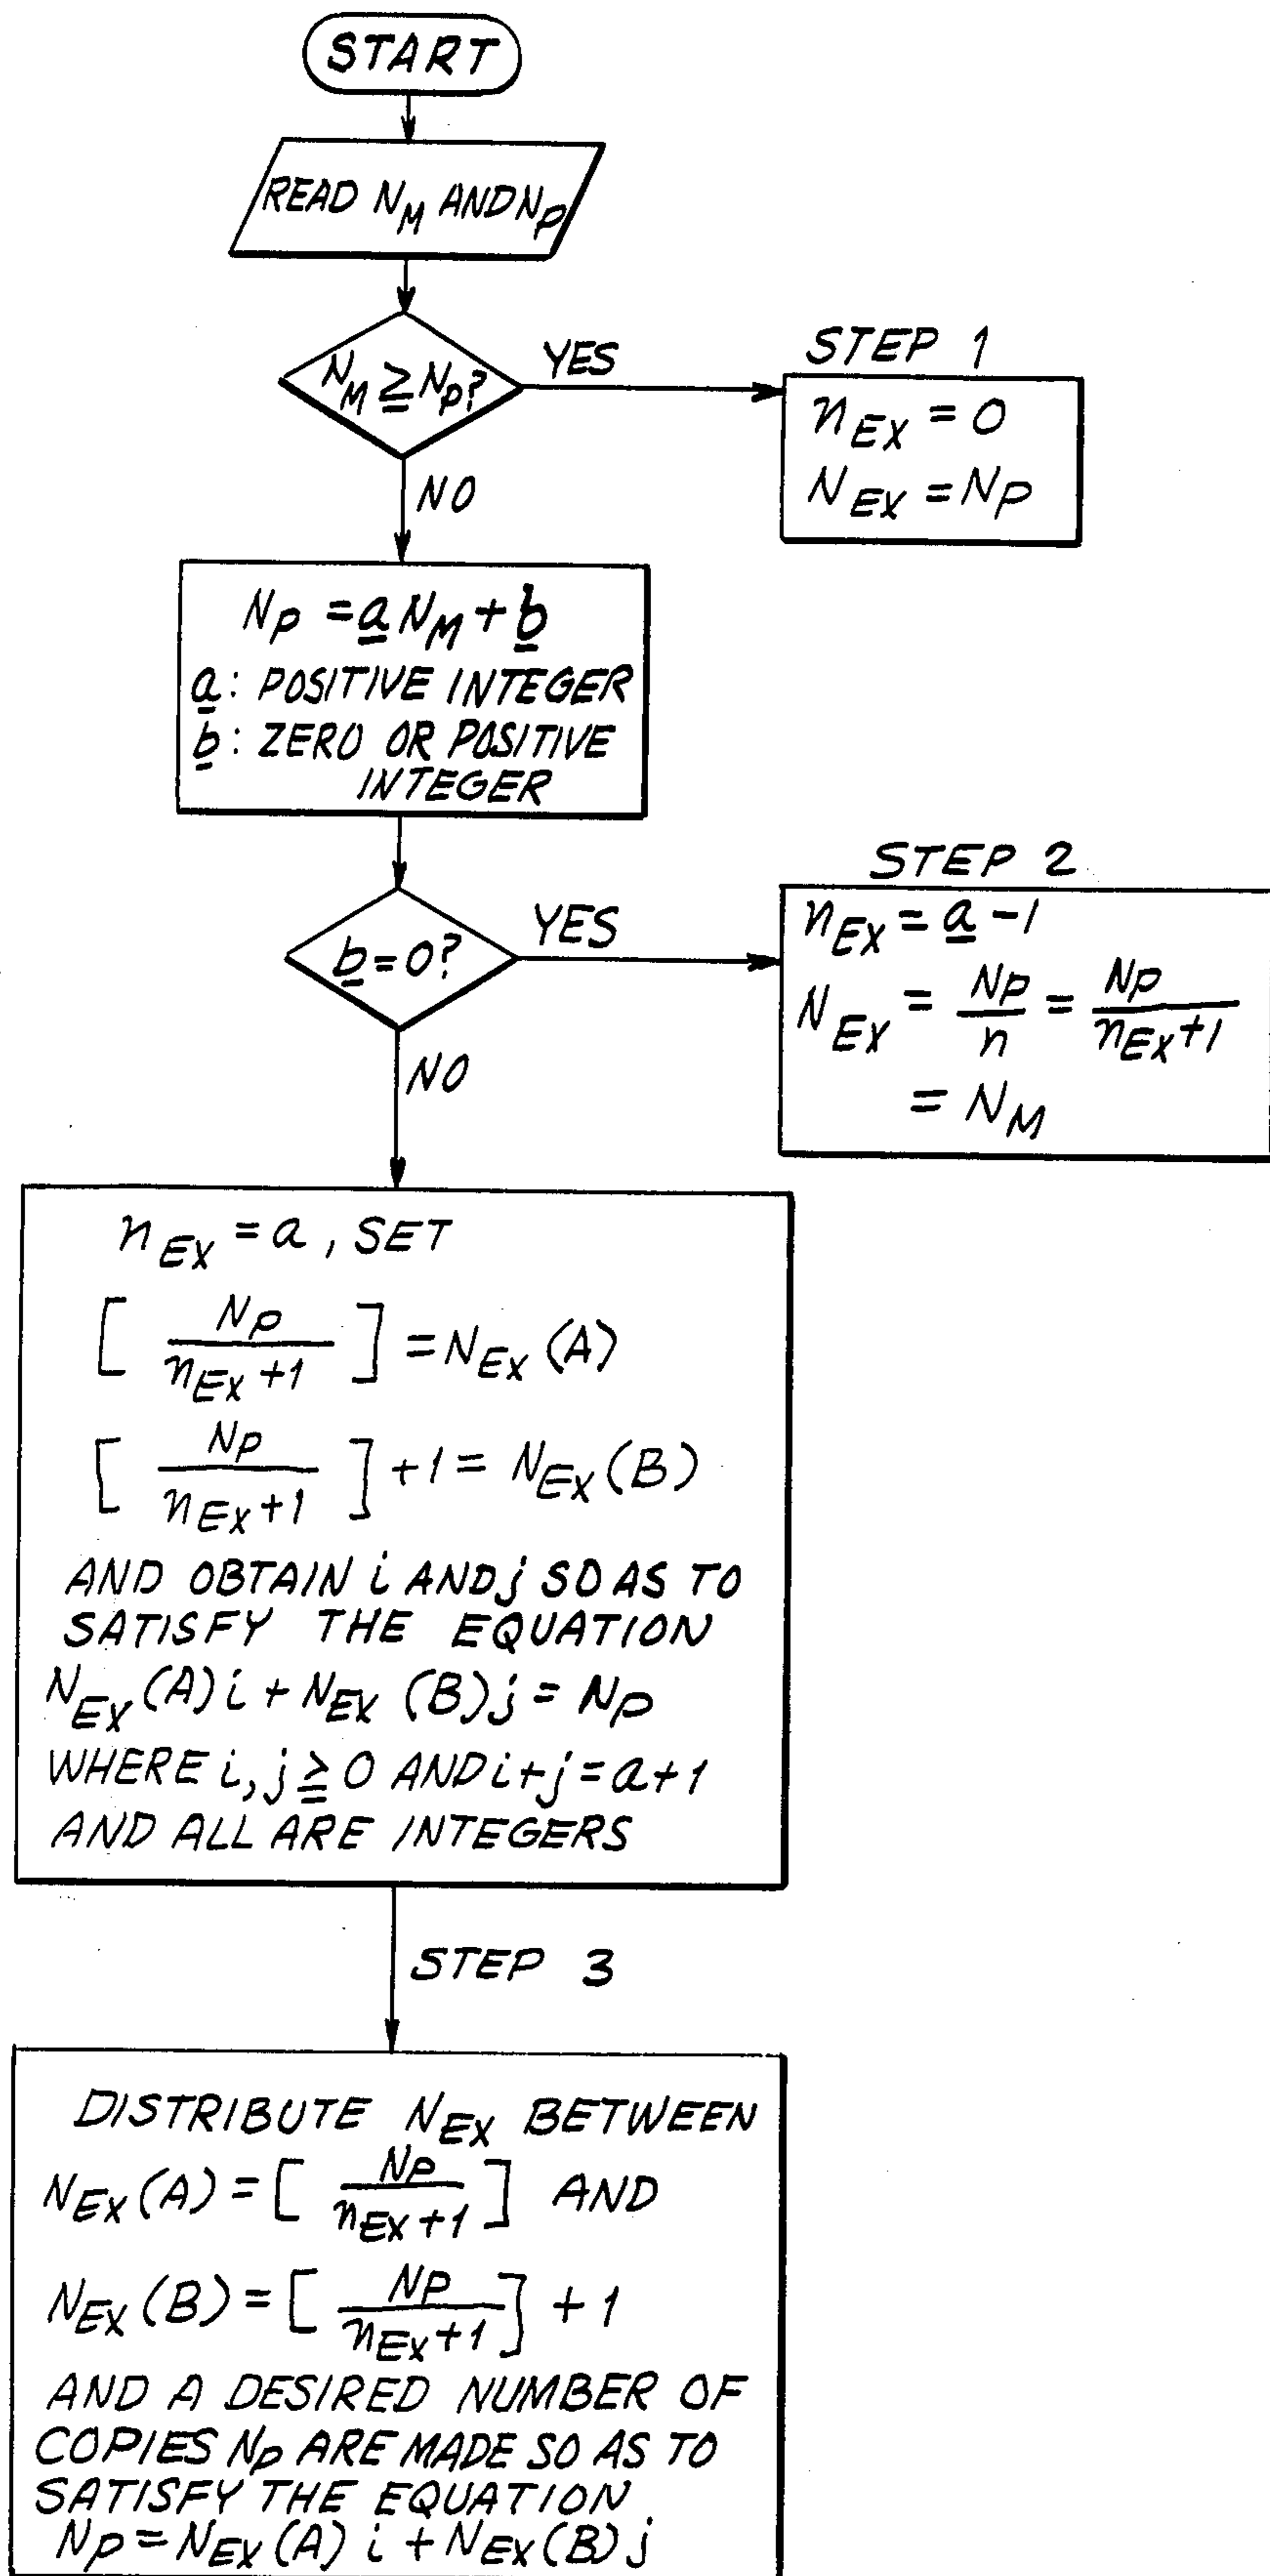 START
READ N_M AND N_P
N_M ≧ N_P?
YES
STEP 1
n_EX = 0
N_EX = N_P
NO
N_P = a N_M + b
a : POSITIVE INTEGER
b : ZERO OR POSITIVE
INTEGER
b = 0?
YES
STEP 2
n_EX = a - 1
N_EX = N_P/n = N_P/(n_EX + 1)
= N_M
NO
n_EX = a , SET
[ N_P/(n_EX + 1) ] = N_EX (A)
[ N_P/(n_EX + 1) ] + 1 = N_EX (B)
AND OBTAIN i AND j SO AS TO
SATISFY THE EQUATION
N_EX (A) i + N_EX (B) j = N_P
WHERE i, j ≧ 0 AND i + j = a + 1
AND ALL ARE INTEGERS
STEP 3
DISTRIBUTE N_EX BETWEEN
N_EX (A) = [ N_P/(n_EX + 1) ] AND
N_EX (B) = [ N_P/(n_EX + 1) ] + 1
AND A DESIRED NUMBER OF
COPIES N_P ARE MADE SO AS TO
SATISFY THE EQUATION
N_P = N_EX (A) i + N_EX (B) j